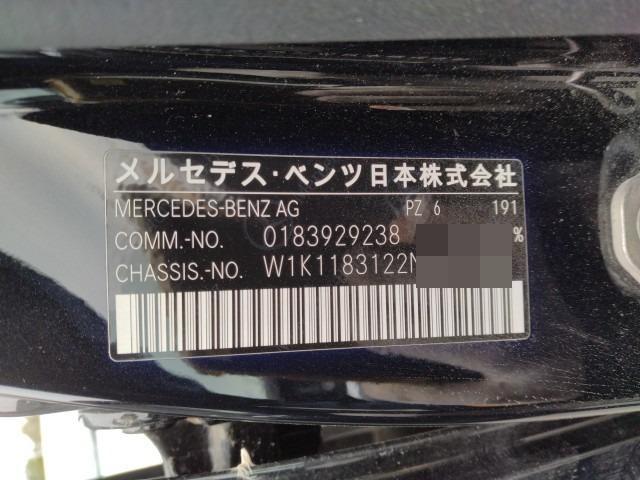 メルセデス・ベンツ日本株式会社
MERCEDES-BENZ AG PZ 6 191
COMM.-NO. 0183929238 %
CHASSIS.-NO. W1K1183122N